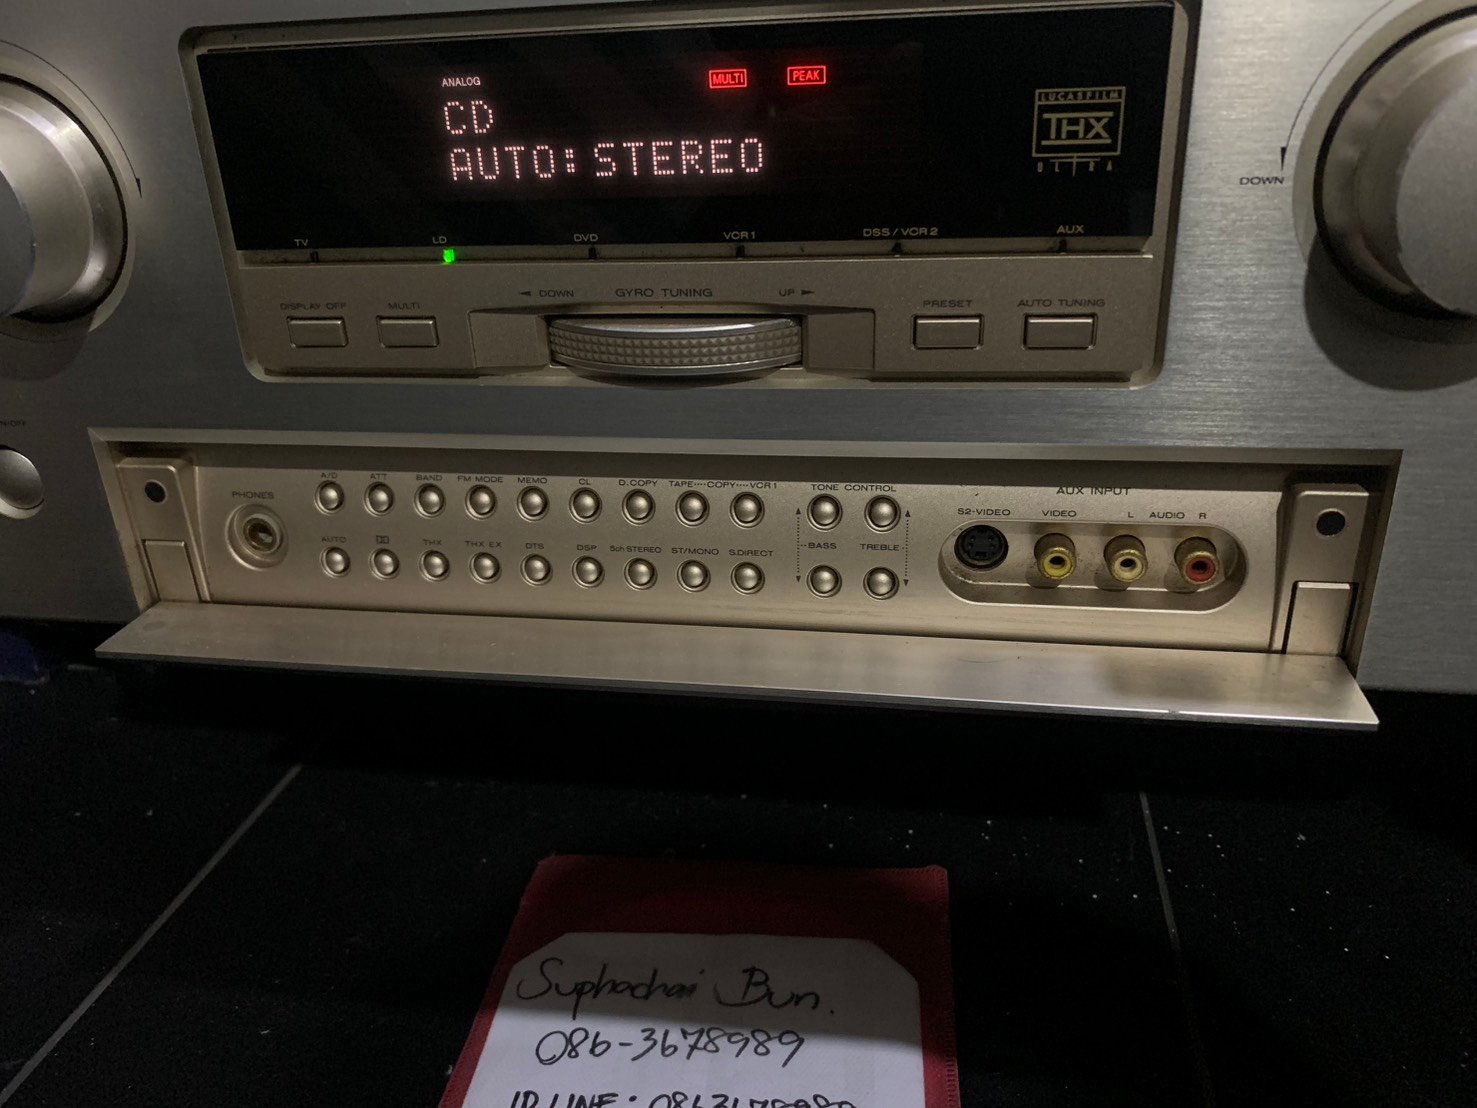 ANALOG
MULTI PEAK
CD
AUTO:STEREO
LUCASFILM
THX
ULTRA
DOWN
TV LD DVD VCR 1 DSS / VCR 2 AUX
DISPLAY OFF MULTI DOWN GYRO TUNING UP PRESET AUTO TUNING
PHONES
A/D ATT BAND FM MODE MEMO CL D.COPY TAPE COPY VCR 1 TONE CONTROL
AUTO THX THX EX DTS DSP 5ch STEREO ST/MONO S.DIRECT BASS TREBLE
AUX INPUT
S2-VIDEO VIDEO L AUDIO R
Suphachai Bun.
086-3678989
ID LINE :